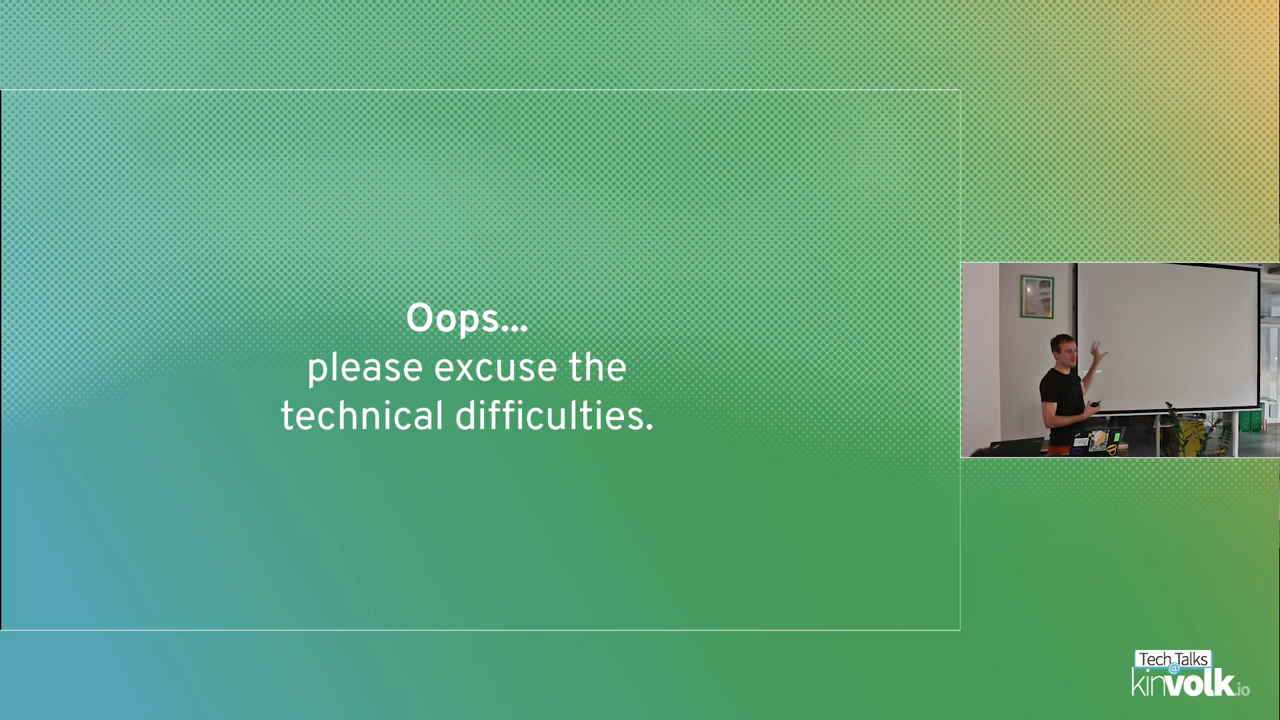 Oops...
please excuse the
technical difficulties.
Tech Talks
@
kinvolk.io